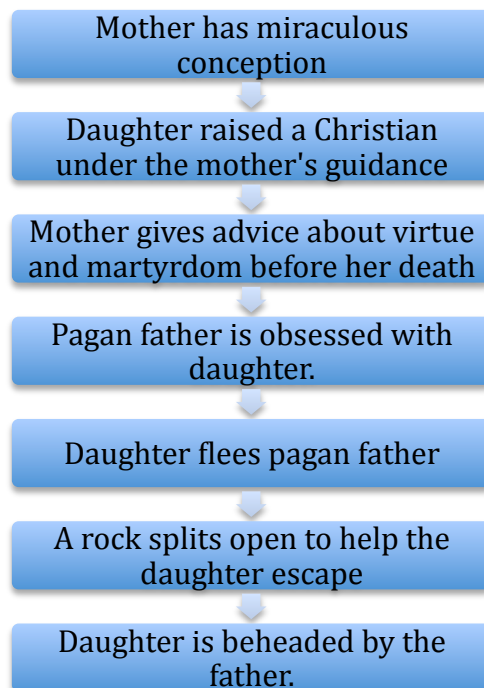 Mother has miraculous
conception
Daughter raised a Christian
under the mother's guidance
Mother gives advice about virtue
and martyrdom before her death
Pagan father is obsessed with
daughter.
Daughter flees pagan father
A rock splits open to help the
daughter escape
Daughter is beheaded by the
father.